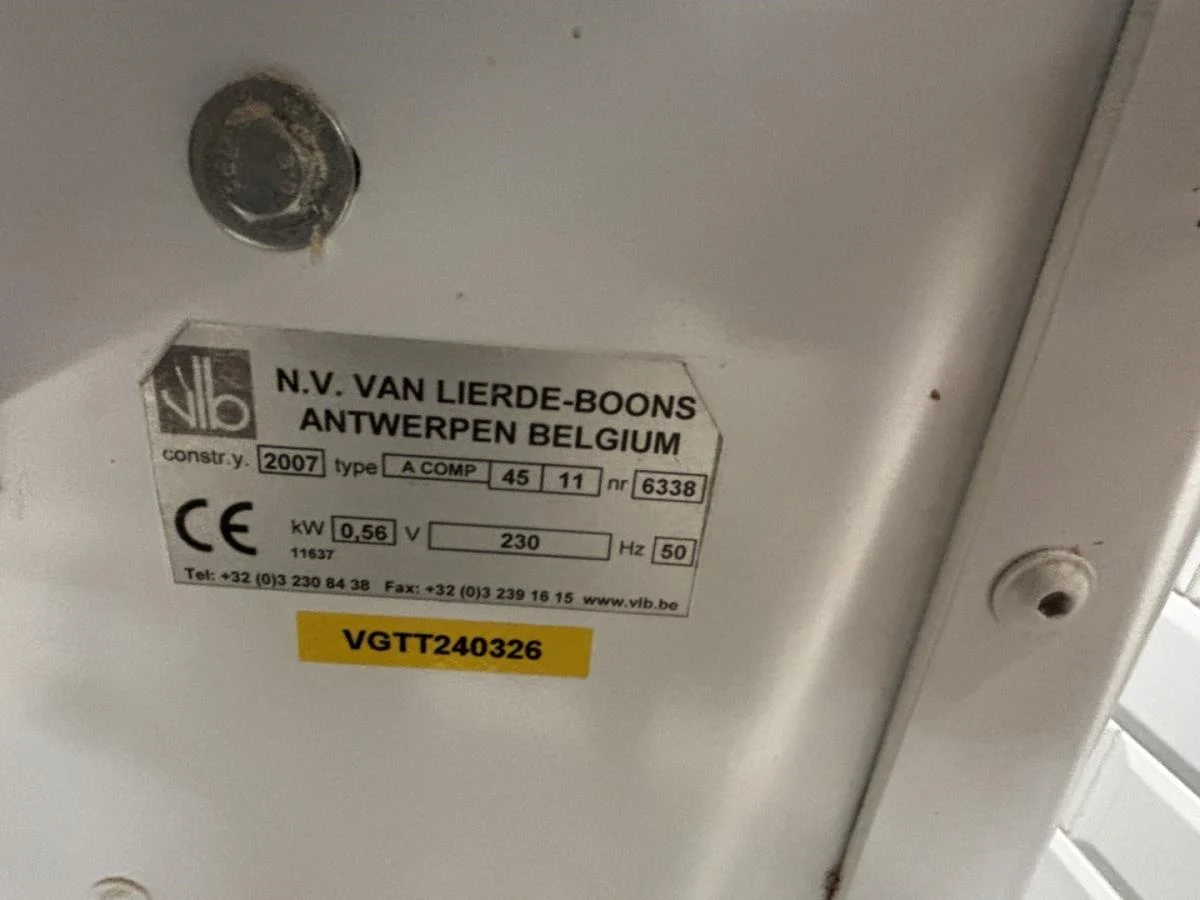 vlb
N.V. VAN LIERDE-BOONS
ANTWERPEN BELGIUM
constr.y. 2007 type A COMP 45 11 nr 6338
CE kW 0,56 V 230 Hz 50
11637
Tel: +32 (0)3 230 84 38 Fax: +32 (0)3 239 16 15 www.vlb.be
VGTT240326